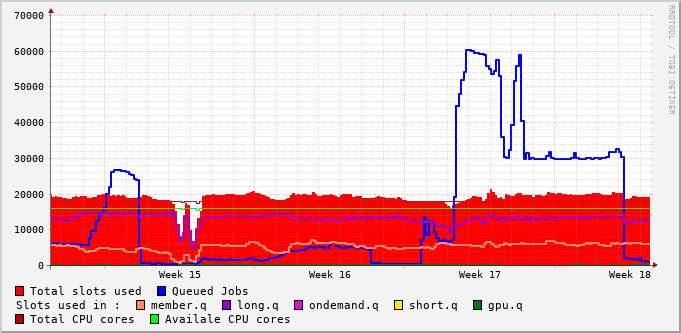 70000
60000
50000
40000
30000
20000
10000
0
Week 15 Week 16 Week 17 Week 18
Total slots used Queued Jobs
Slots used in : member.q long.q ondemand.q short.q gpu.q
Total CPU cores Availale CPU cores
RRDTOOL / TOBI OETIKER